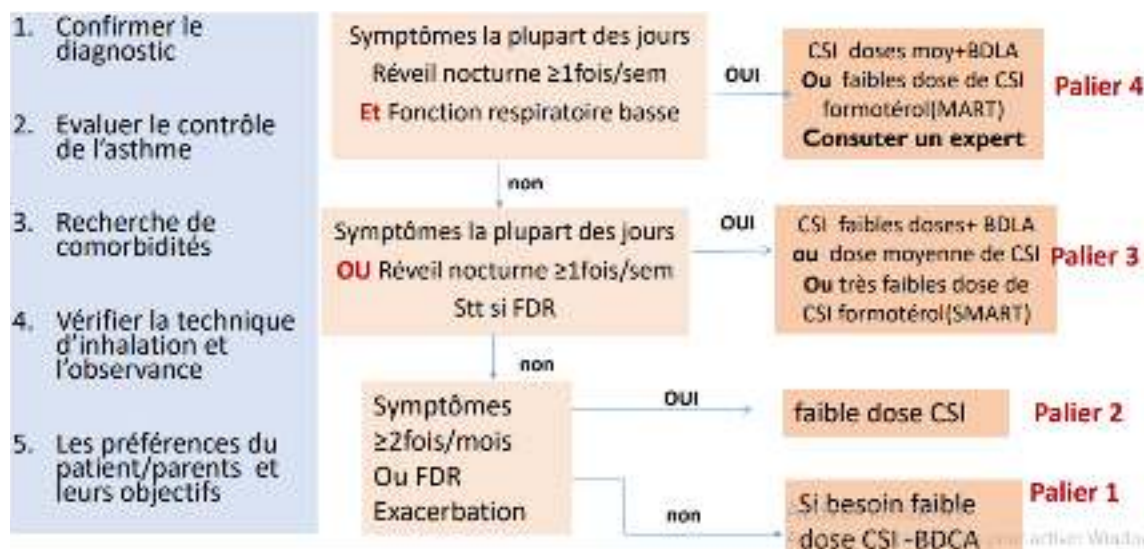 1. Confirmer le
diagnostic
2. Evaluer le contrôle
de l'asthme
3. Recherche de
comorbidités
4. Vérifier la technique
d'inhalation et
l'observance
5. Les préférences du
patient/parents et
leurs objectifs
Symptômes la plupart des jours
Réveil nocturne ≥1fois/sem
Et Fonction respiratoire basse
OUI
CSI doses moy+BDLA
Ou faibles dose de CSI
formotérol(MART)
Consuter un expert
Palier 4
non
Symptômes la plupart des jours
OU Réveil nocturne ≥1fois/sem
Stt si FDR
OUI
CSI faibles doses+ BDLA
ou dose moyenne de CSI
Ou très faibles dose de
CSI formotérol(SMART)
Palier 3
non
Symptômes
≥2fois/mois
Ou FDR
Exacerbation
OUI
faible dose CSI
Palier 2
non
Si besoin faible
dose CSI -BDCA
Palier 1
activer Window